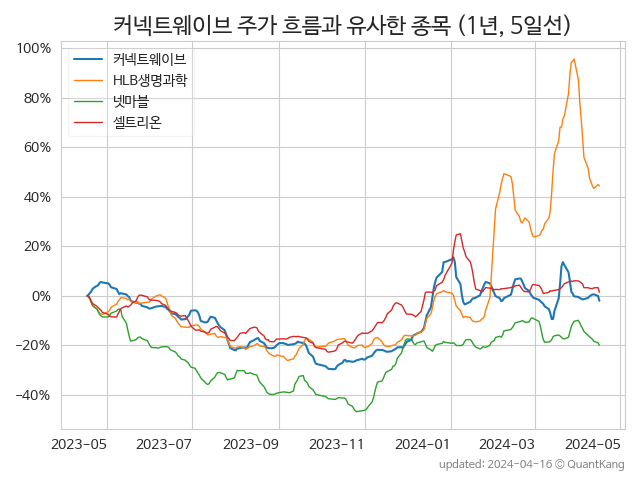 커넥트웨이브 주가 흐름과 유사한 종목 (1년, 5일선)
100%
80%
60%
40%
20%
0%
−20%
−40%
커넥트웨이브
HLB생명과학
넷마블
셀트리온
2023-05 2023-07 2023-09 2023-11 2024-01 2024-03 2024-05
updated: 2024-04-16 © QuantKang